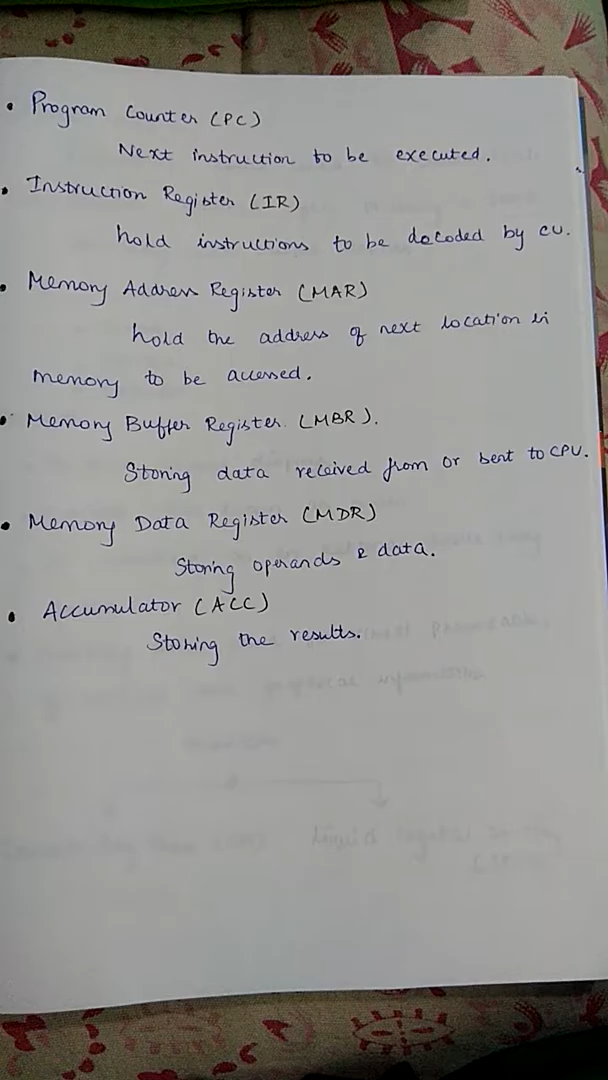 • Program Counter (PC)
Next instruction to be executed.
• Instruction Register (IR)
hold instructions to be decoded by CU.
• Memory Address Register (MAR)
hold the address of next location in
memory to be accessed.
• Memory Buffer Register (MBR).
Storing data received from or sent to CPU.
• Memory Data Register (MDR)
Storing operands & data.
• Accumulator (ACC)
Storing the results.